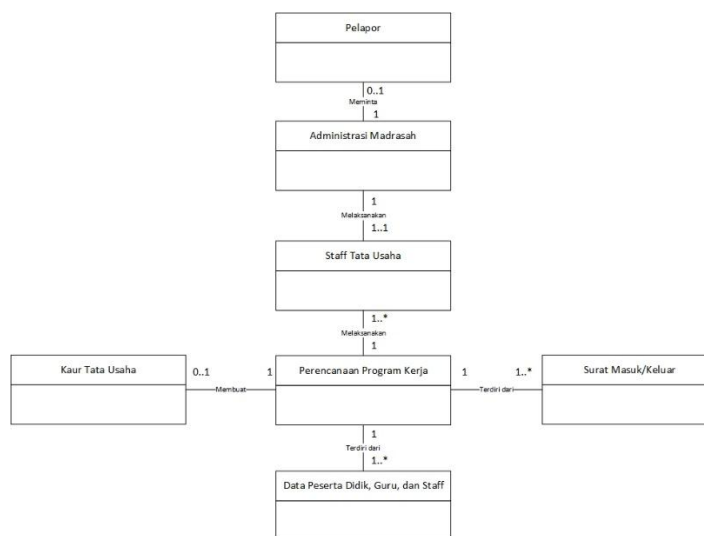 Pelapor
0..1
Meminta
1
Administrasi Madrasah
1
Melaksanakan
1..1
Staff Tata Usaha
1..*
Melaksanakan
1
Kaur Tata Usaha
0..1
Membuat
1
Perencanaan Program Kerja
1
Terdiri dari
1..*
Surat Masuk/Keluar
1
Terdiri dari
1..*
Data Peserta Didik, Guru, dan Staff